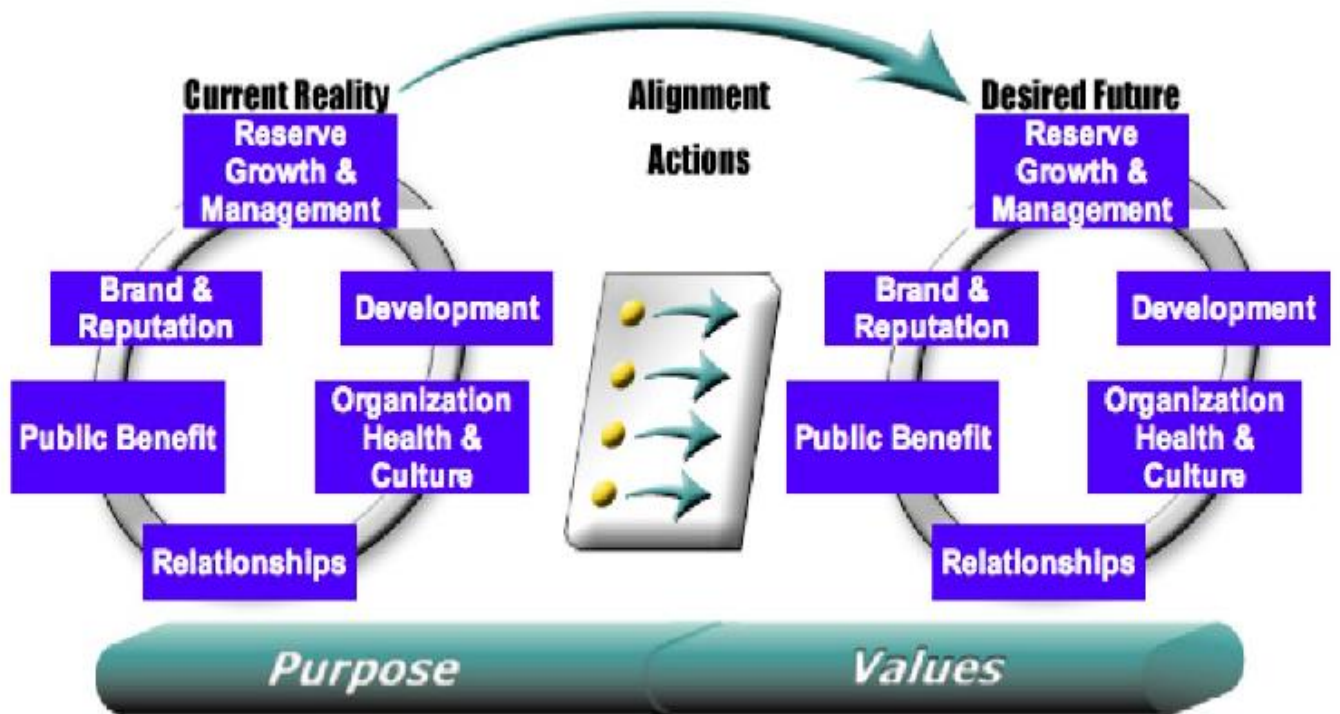 Current Reality
Reserve
Growth &
Management
Brand &
Reputation
Development
Public Benefit
Organization
Health &
Culture
Relationships
Alignment
Actions
Desired Future
Reserve
Growth &
Management
Brand &
Reputation
Development
Public Benefit
Organization
Health &
Culture
Relationships
Purpose
Values